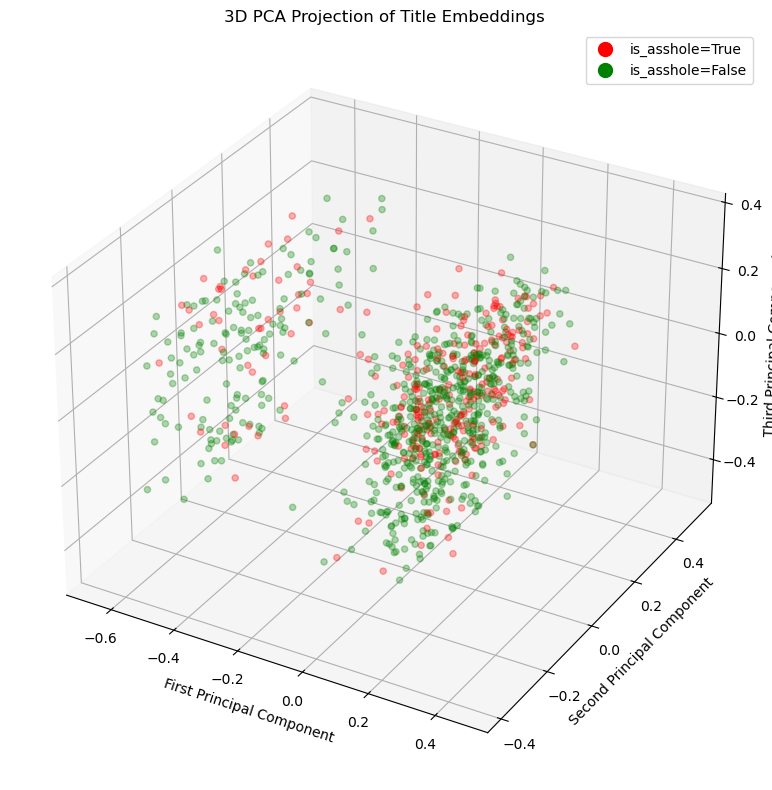 3D PCA Projection of Title Embeddings
is_asshole=True
is_asshole=False
0.4
0.2
0.0
−0.2
−0.4
Third Principal
0.4
0.2
0.0
−0.2
−0.4
Second Principal Component
−0.6
−0.4
−0.2
0.0
0.2
0.4
First Principal Component